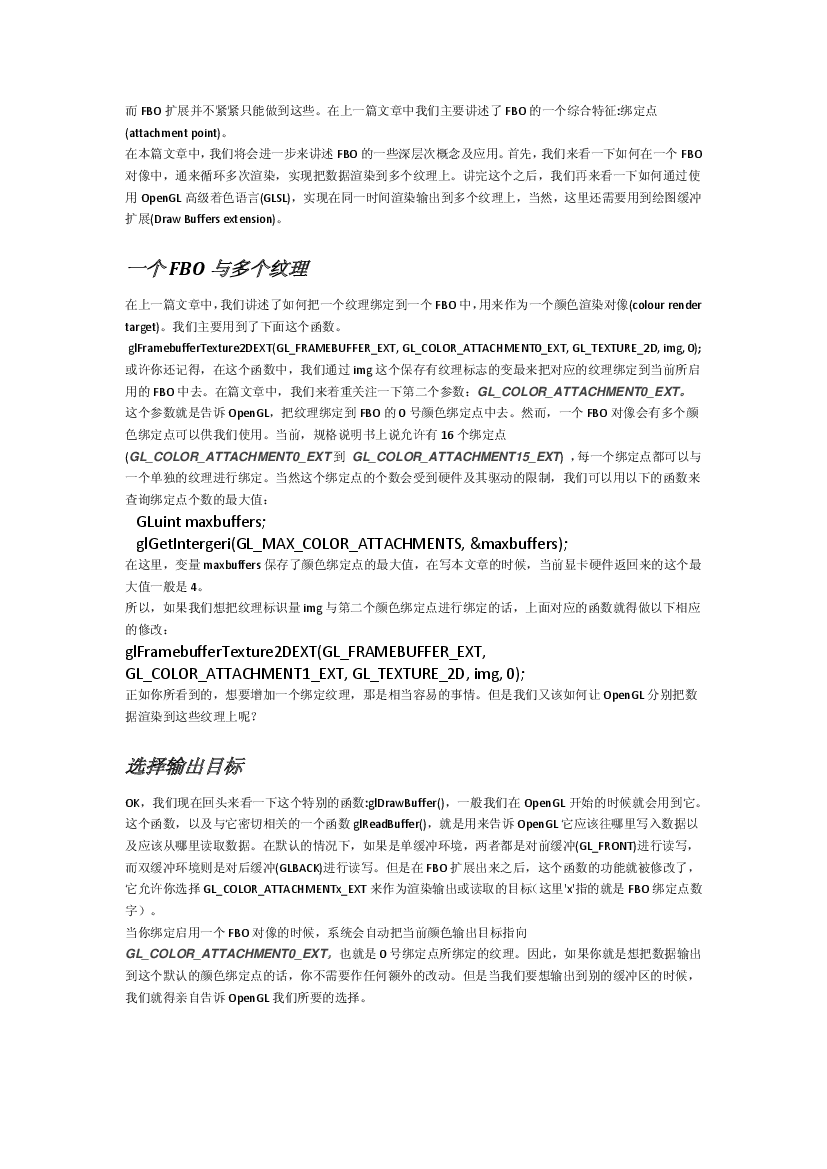 而 FBO 扩展并不紧紧只能做到这些。在上一篇文章中我们主要讲述了 FBO 的一个综合特征:绑定点
(attachment point)。
在本篇文章中，我们将会进一步来讲述 FBO 的一些深层次概念及应用。首先，我们来看一下如何在一个 FBO
对像中，通来循环多次渲染，实现把数据渲染到多个纹理上。讲完这个之后，我们再来看一下如何通过使
用 OpenGL 高级着色语言(GLSL)，实现在同一时间渲染输出到多个纹理上，当然，这里还需要用到绘图缓冲
扩展(Draw Buffers extension)。
一个 FBO 与多个纹理
在上一篇文章中，我们讲述了如何把一个纹理绑定到一个 FBO 中，用来作为一个颜色渲染对像(colour render
target)。我们主要用到了下面这个函数。
glFramebufferTexture2DEXT(GL_FRAMEBUFFER_EXT, GL_COLOR_ATTACHMENT0_EXT, GL_TEXTURE_2D, img, 0);
或许你还记得，在这个函数中，我们通过 img 这个保存有纹理标志的变最来把对应的纹理绑定到当前所启
用的 FBO 中去。在篇文章中，我们来着重关注一下第二个参数：GL_COLOR_ATTACHMENT0_EXT。
这个参数就是告诉 OpenGL，把纹理绑定到 FBO 的 0 号颜色绑定点中去。然而，一个 FBO 对像会有多个颜
色绑定点可以供我们使用。当前，规格说明书上说允许有 16 个绑定点
(GL_COLOR_ATTACHMENT0_EXT 到 GL_COLOR_ATTACHMENT15_EXT) ，每一个绑定点都可以与
一个单独的纹理进行绑定。当然这个绑定点的个数会受到硬件及其驱动的限制，我们可以用以下的函数来
查询绑定点个数的最大值：
GLuint maxbuffers;
glGetIntergeri(GL_MAX_COLOR_ATTACHMENTS, &maxbuffers);
在这里，变量 maxbuffers 保存了颜色绑定点的最大值，在写本文章的时候，当前显卡硬件返回来的这个最
大值一般是 4。
所以，如果我们想把纹理标识量 img 与第二个颜色绑定点进行绑定的话，上面对应的函数就得做以下相应
的修改：
glFramebufferTexture2DEXT(GL_FRAMEBUFFER_EXT,
GL_COLOR_ATTACHMENT1_EXT, GL_TEXTURE_2D, img, 0);
正如你所看到的，想要增加一个绑定纹理，那是相当容易的事情。但是我们又该如何让 OpenGL 分别把数
据渲染到这些纹理上呢？
选择输出目标
OK，我们现在回头来看一下这个特别的函数:glDrawBuffer()，一般我们在 OpenGL 开始的时候就会用到它。
这个函数，以及与它密切相关的一个函数 glReadBuffer()，就是用来告诉 OpenGL 它应该往哪里写入数据以
及应该从哪里读取数据。在默认的情况下，如果是单缓冲环境，两者都是对前缓冲(GL_FRONT)进行读写，
而双缓冲环境则是对后缓冲(GLBACK)进行读写。但是在 FBO 扩展出来之后，这个函数的功能就被修改了，
它允许你选择 GL_COLOR_ATTACHMENTx_EXT 来作为渲染输出或读取的目标（这里'x'指的就是 FBO 绑定点数
字）。
当你绑定启用一个 FBO 对像的时候，系统会自动把当前颜色输出目标指向
GL_COLOR_ATTACHMENT0_EXT，也就是 0 号绑定点所绑定的纹理。因此，如果你就是想把数据输出
到这个默认的颜色绑定点的话，你不需要作任何额外的改动。但是当我们要想输出到别的缓冲区的时候，
我们就得亲自告诉 OpenGL 我们所要的选择。